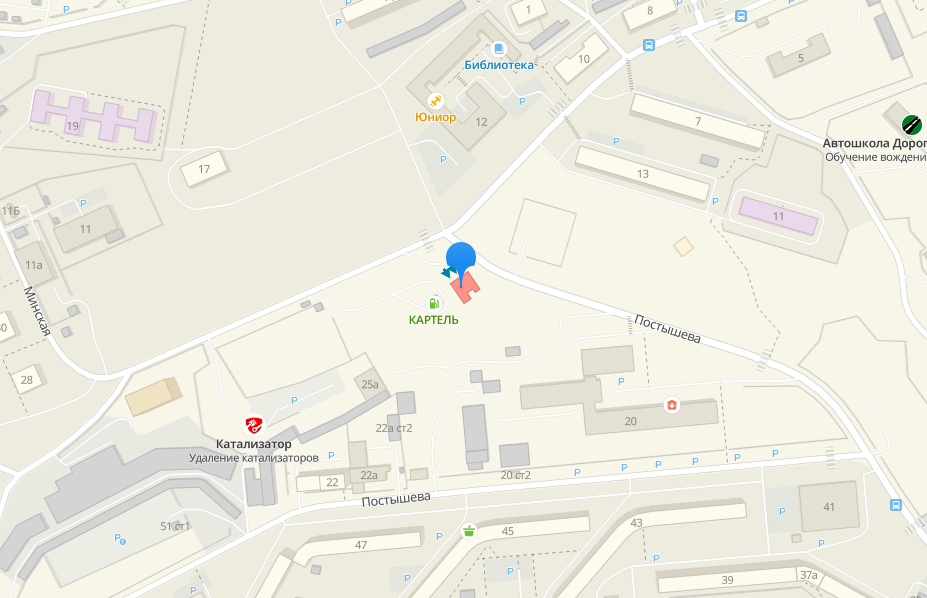 1
8
P
P
Библиотека
10
5
P
Юниор
12
7
19
P
Автошкола Дорог
Обучение вождени
P
17
13
P
11Б
P
11
11
11а
Минская
КАРТЕЛЬ
Постышева
28
25а
P
P
20
Катализатор
Удаление катализаторов
22а ст2
P
P
P
P
P
P
P
22
22а
20 ст2
Постышева
51 ст1
P
P
P
47
45
43
P
41
P
P
P
P
P
39
37а